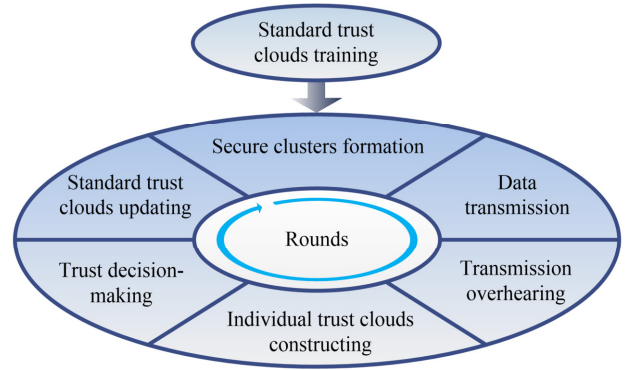 Standard trust
clouds training
Secure clusters formation
Standard trust
clouds updating
Data
transmission
Rounds
Trust decision-
making
Transmission
overhearing
Individual trust clouds
constructing